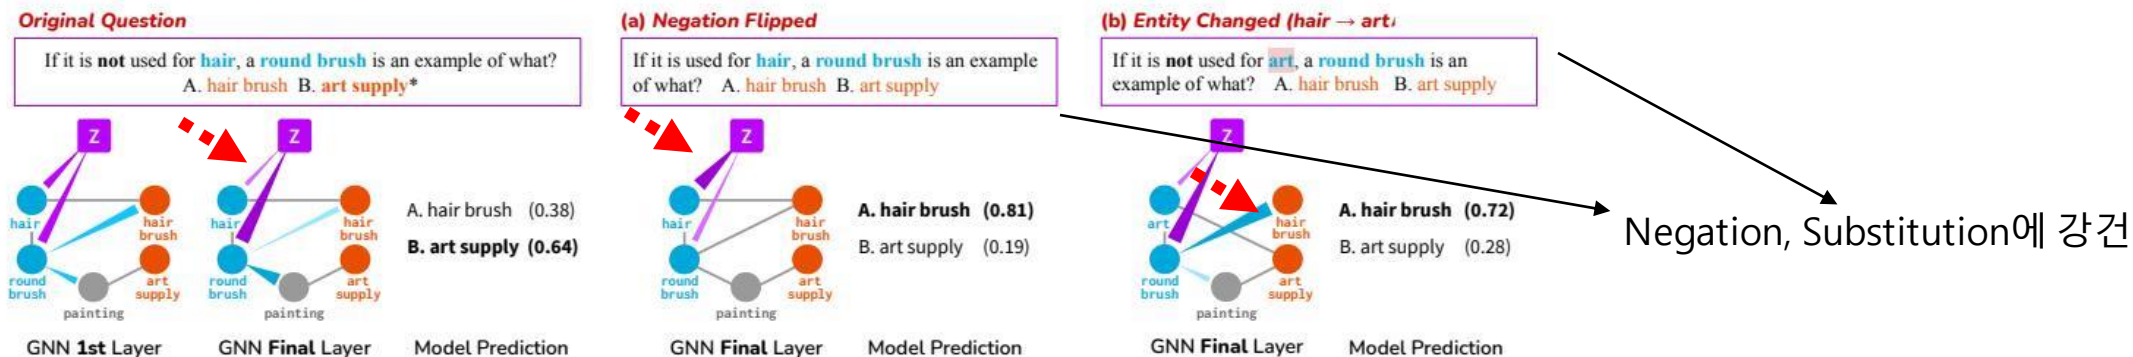 Original Question
If it is not used for hair, a round brush is an example of what?
A. hair brush B. art supply*
Z
hair
hair
brush
round
brush
art
supply
painting
GNN 1st Layer
Z
hair
hair
brush
round
brush
art
supply
painting
GNN Final Layer
A. hair brush (0.38)
B. art supply (0.64)
Model Prediction
(a) Negation Flipped
If it is used for hair, a round brush is an example
of what? A. hair brush B. art supply
Z
hair
hair
brush
round
brush
art
supply
painting
GNN Final Layer
A. hair brush (0.81)
B. art supply (0.19)
Model Prediction
(b) Entity Changed (hair → art
If it is not used for art, a round brush is an
example of what? A. hair brush B. art supply
Z
art
hair
brush
round
brush
art
supply
painting
GNN Final Layer
A. hair brush (0.72)
B. art supply (0.28)
Model Prediction
Negation, Substitution에 강건